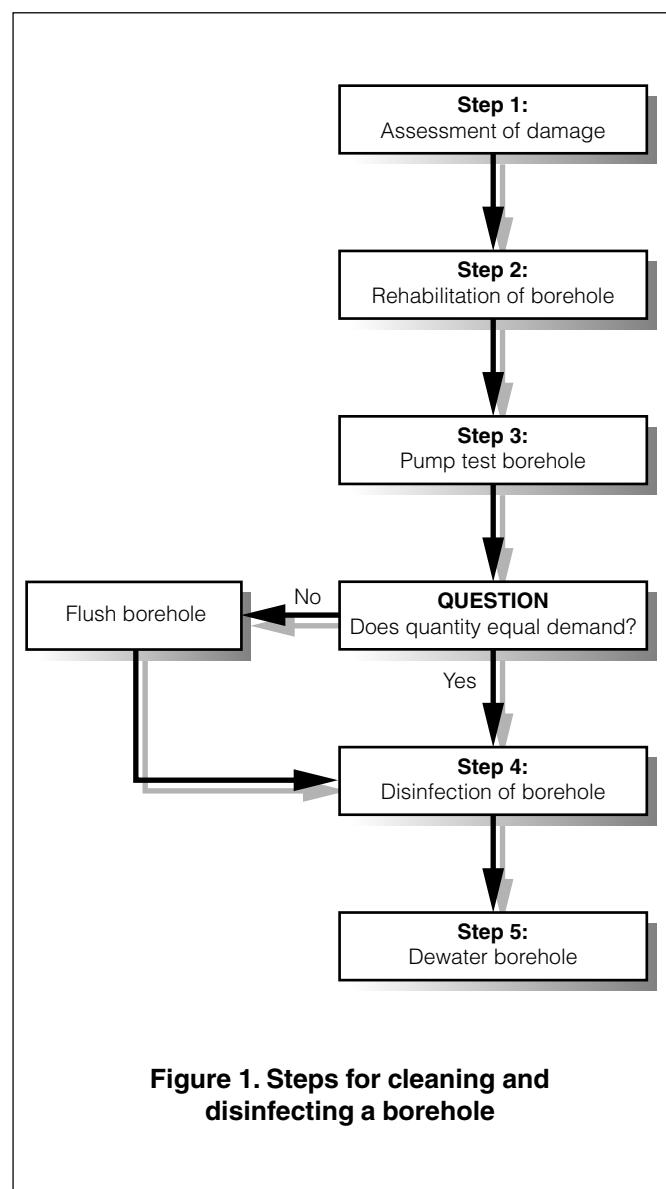 Step 1:
Assessment of damage
Step 2:
Rehabilitation of borehole
Step 3:
Pump test borehole
QUESTION
Does quantity equal demand?
No
Flush borehole
Yes
Step 4:
Disinfection of borehole
Step 5:
Dewater borehole
Figure 1. Steps for cleaning and
disinfecting a borehole